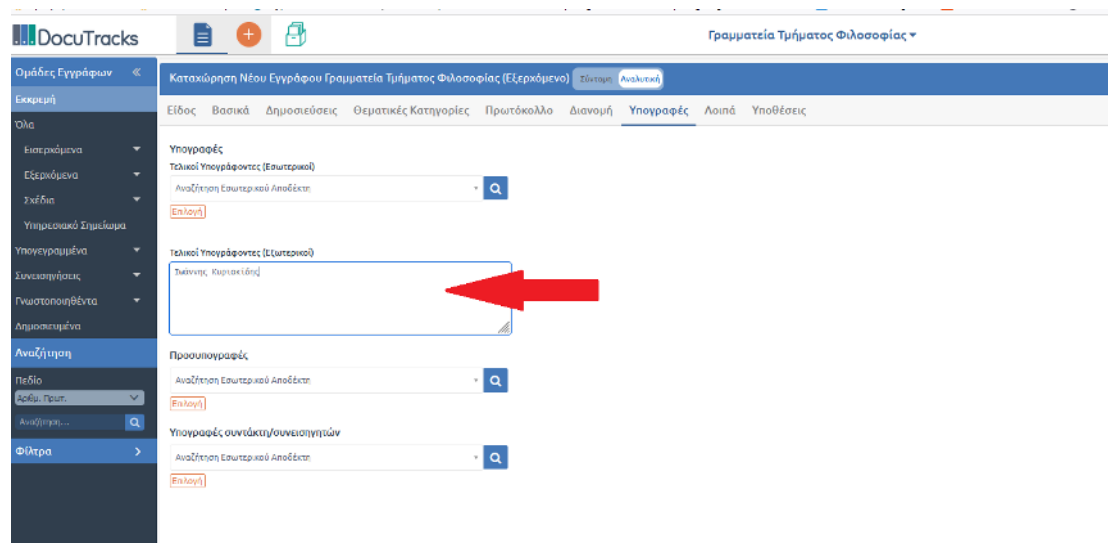 DocuTracks
Γραμματεία Τμήματος Φιλοσοφίας
Ομάδες Εγγράφων
Εκκρεμή
Όλα
Εισερχόμενα
Εξερχόμενα
Σχέδια
Υπηρεσιακό Σημείωμα
Υπογεγραμμένα
Συνεισηγήσεις
Γνωστοποιηθέντα
Δημοσιευμένα
Αναζήτηση
Πεδίο
Αριθμ. Πρωτ.
Αναζήτηση...
Φίλτρα
Καταχώρηση Νέου Εγγράφου Γραμματεία Τμήματος Φιλοσοφίας (Εξερχόμενο) Σύντομη Αναλυτική
Είδος Βασικά Δημοσιεύσεις Θεματικές Κατηγορίες Πρωτόκολλο Διανομή Υπογραφές Λοιπά Υποθέσεις
Υπογραφές
Τελικοί Υπογράφοντες (Εσωτερικοί)
Αναζήτηση Εσωτερικού Αποδέκτη
Επιλογή
Τελικοί Υπογράφοντες (Εξωτερικοί)
Ιωάννης Κυριακίδης
Προσυπογραφές
Αναζήτηση Εσωτερικού Αποδέκτη
Επιλογή
Υπογραφές συντάκτη/συνεισηγητών
Αναζήτηση Εσωτερικού Αποδέκτη
Επιλογή